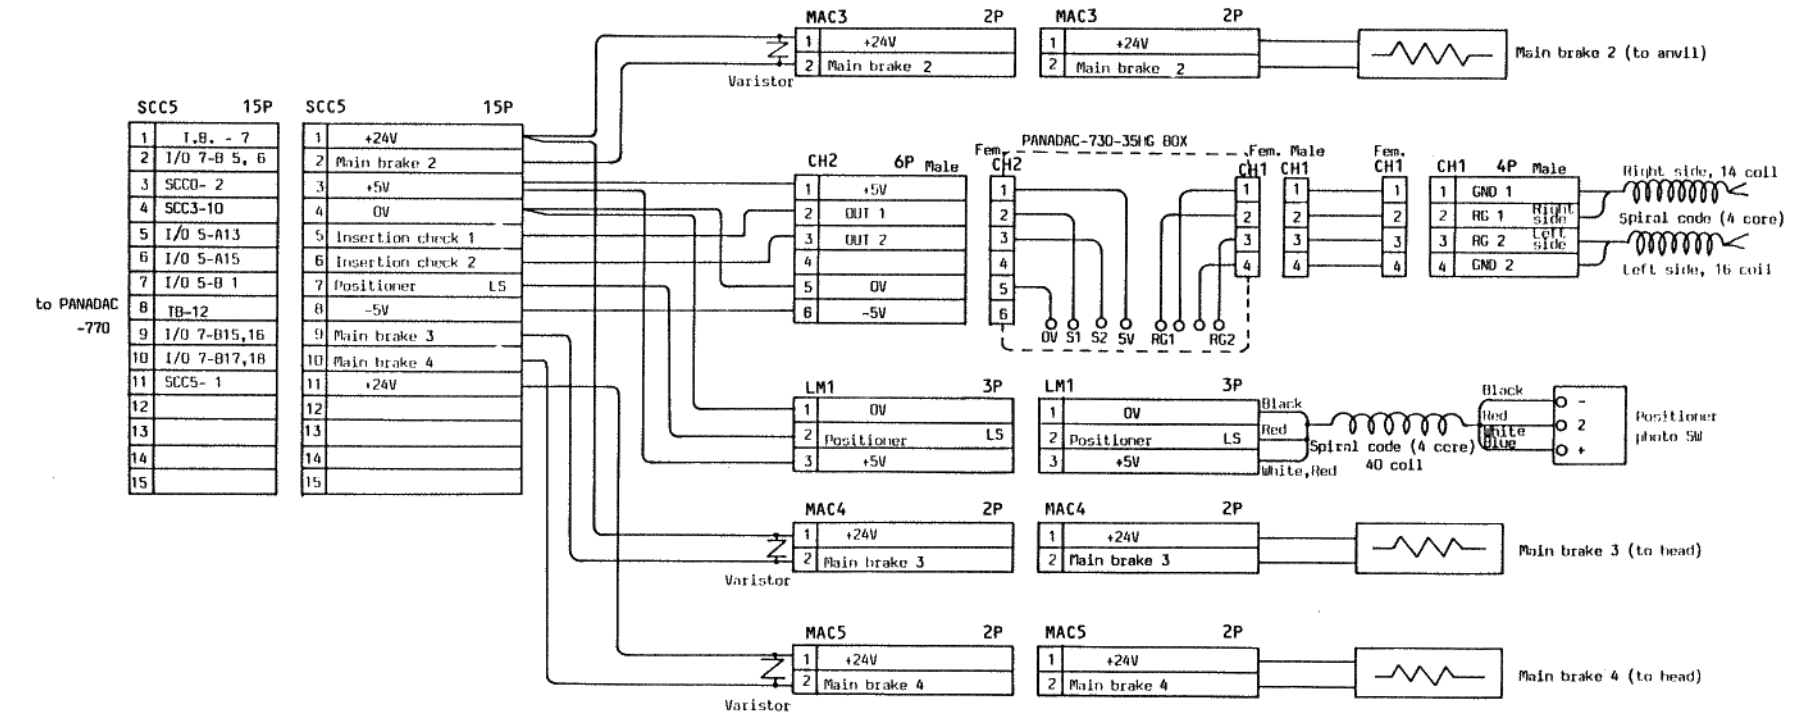 MAC3 2P
1 +24V
2 Main brake 2
Varistor
MAC3 2P
1 +24V
2 Main brake 2
Main brake 2 (to anvil)
SCC5 15P
1 T.B. - 7
2 I/O 7-B 5, 6
3 SCC0- 2
4 SCC3-10
5 I/O 5-A13
6 I/O 5-A15
7 I/O 5-B 1
8 TB-12
9 I/O 7-B15,16
10 I/O 7-B17,18
11 SCC5- 1
12
13
14
15
to PANADAC
-770
SCC5 15P
1 +24V
2 Main brake 2
3 +5V
4 0V
5 Insertion check 1
6 Insertion check 2
7 Positioner LS
8 -5V
9 Main brake 3
10 Main brake 4
11 +24V
12
13
14
15
CH2 6P Male
1 +5V
2 OUT 1
3 OUT 2
4
5 0V
6 -5V
PANADAC-730-35HG BOX
Fem.
CH2
1
2
3
4
5
6
0V S1 S2 5V RG1 RG2
Fem. Male
CH1 CH1
1 1
2 2
3 3
4 4
Fem.
CH1
1
2
3
4
CH1 4P Male
1 GND 1
2 RG 1 Right side
3 RG 2 Left side
4 GND 2
Right side, 14 coil
Spiral code (4 core)
Left side, 16 coil
LM1 3P
1 0V
2 Positioner LS
3 +5V
LM1 3P
1 0V
2 Positioner LS
3 +5V
Black
Red
White,Red
Spiral code (4 core)
40 coil
Black
Red
White
Blue
-
2
+
Positioner
photo SW
MAC4 2P
1 +24V
2 Main brake 3
Varistor
MAC4 2P
1 +24V
2 Main brake 3
Main brake 3 (to head)
MAC5 2P
1 +24V
2 Main brake 4
Varistor
MAC5 2P
1 +24V
2 Main brake 4
Main brake 4 (to head)